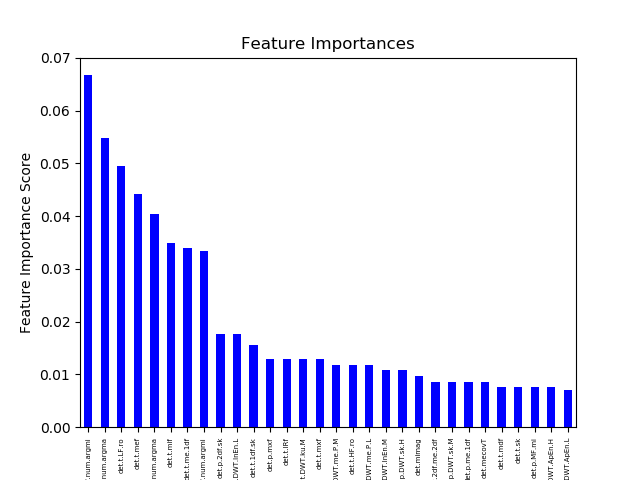 Feature Importances
Feature Importance Score
0.07
0.06
0.05
0.04
0.03
0.02
0.01
0.00
:num.argmi
num.argma
det.t.LF.ro
det.t.mef
num.argma
det.t.mif
det.t.me.1df
:num.argmi
det.p.2df.sk
.DWT.InEn.L
det.t.1df.sk
det.p.mxf
det.t.IRf
t.DWT.ku.M
det.t.mxf
DWT.me.P.M
det.t.HF.ro
DWT.me.P.L
DWT.InEn.M
p.DWT.sk.H
det.mimag
.2df.me.2df
p.DWT.sk.M
et.p.me.1df
det.mecovT
det.t.mdf
det.t.sk
det.p.MF.mi
DWT.ApEn.H
DWT.ApEn.L